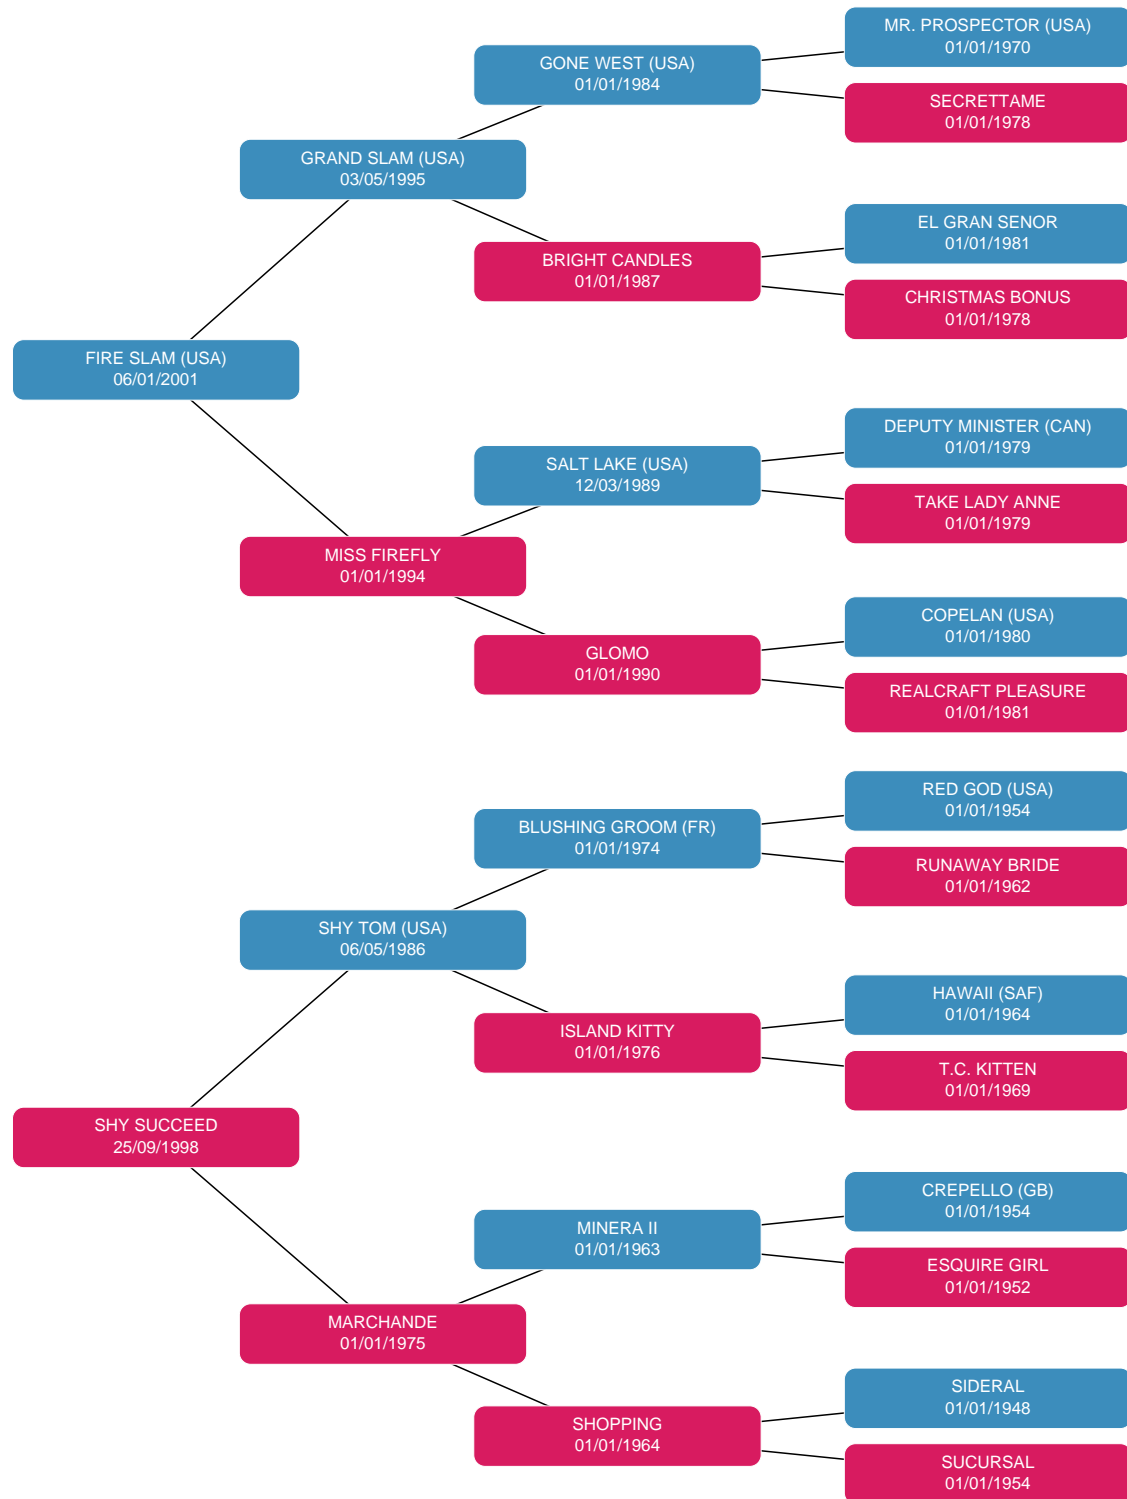 MR. PROSPECTOR (USA)
01/01/1970
GONE WEST (USA)
01/01/1984
SECRETTAME
01/01/1978
GRAND SLAM (USA)
03/05/1995
EL GRAN SENOR
01/01/1981
BRIGHT CANDLES
01/01/1987
CHRISTMAS BONUS
01/01/1978
FIRE SLAM (USA)
06/01/2001
DEPUTY MINISTER (CAN)
01/01/1979
SALT LAKE (USA)
12/03/1989
TAKE LADY ANNE
01/01/1979
MISS FIREFLY
01/01/1994
COPELAN (USA)
01/01/1980
GLOMO
01/01/1990
REALCRAFT PLEASURE
01/01/1981
RED GOD (USA)
01/01/1954
BLUSHING GROOM (FR)
01/01/1974
RUNAWAY BRIDE
01/01/1962
SHY TOM (USA)
06/05/1986
HAWAII (SAF)
01/01/1964
ISLAND KITTY
01/01/1976
T.C. KITTEN
01/01/1969
SHY SUCCEED
25/09/1998
CREPELLO (GB)
01/01/1954
MINERA II
01/01/1963
ESQUIRE GIRL
01/01/1952
MARCHANDE
01/01/1975
SIDERAL
01/01/1948
SHOPPING
01/01/1964
SUCURSAL
01/01/1954